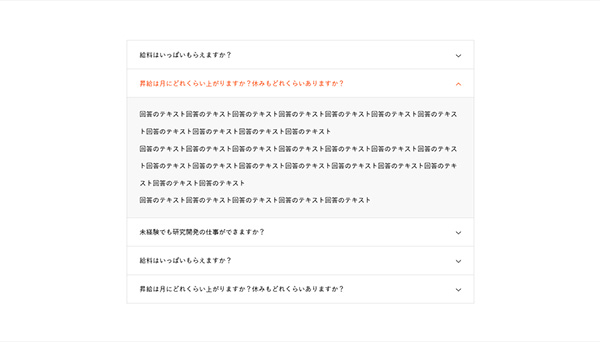 給料はいっぱいもらえますか？
昇給は月にどれくらい上がりますか？休みもどれくらいありますか？
回答のテキスト回答のテキスト回答のテキスト回答のテキスト回答のテキスト回答のテキスト回答のテキス
ト回答のテキスト回答のテキスト回答のテキスト回答のテキスト
回答のテキスト回答のテキスト回答のテキスト回答のテキスト回答のテキスト回答のテキスト回答のテキス
ト回答のテキスト回答のテキスト回答のテキスト回答のテキスト回答のテキスト回答のテキスト回答のテキ
スト回答のテキスト回答のテキスト
回答のテキスト回答のテキスト回答のテキスト回答のテキスト回答のテキスト
未経験でも研究開発の仕事ができますか？
給料はいっぱいもらえますか？
昇給は月にどれくらい上がりますか？休みもどれくらいありますか？